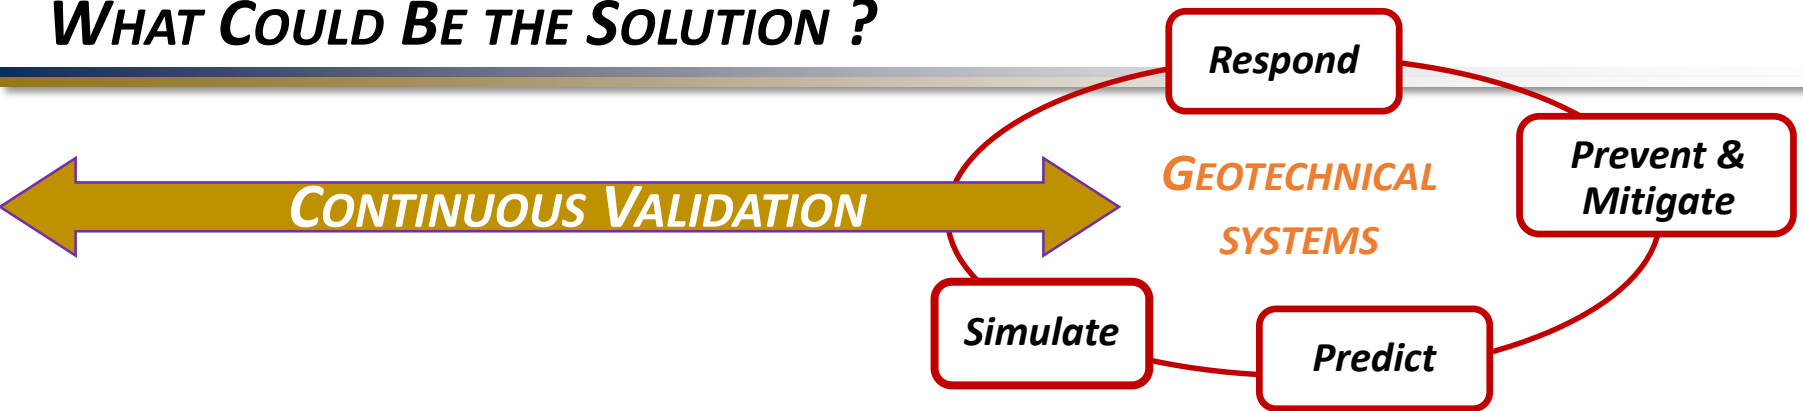 WHAT COULD BE THE SOLUTION ?
Respond
Prevent &
Mitigate
GEOTECHNICAL
SYSTEMS
CONTINUOUS VALIDATION
Simulate
Predict